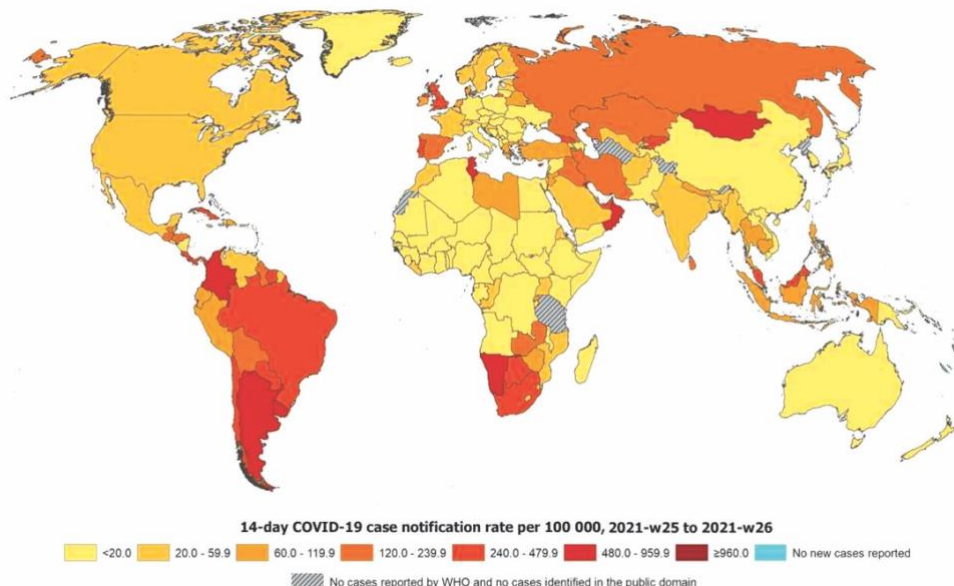 14-day COVID-19 case notification rate per 100 000, 2021-w25 to 2021-w26
<20.0 20.0 - 59.9 60.0 - 119.9 120.0 - 239.9 240.0 - 479.9 480.0 - 959.9 ≥960.0 No new cases reported
No cases reported by WHO and no cases identified in the public domain